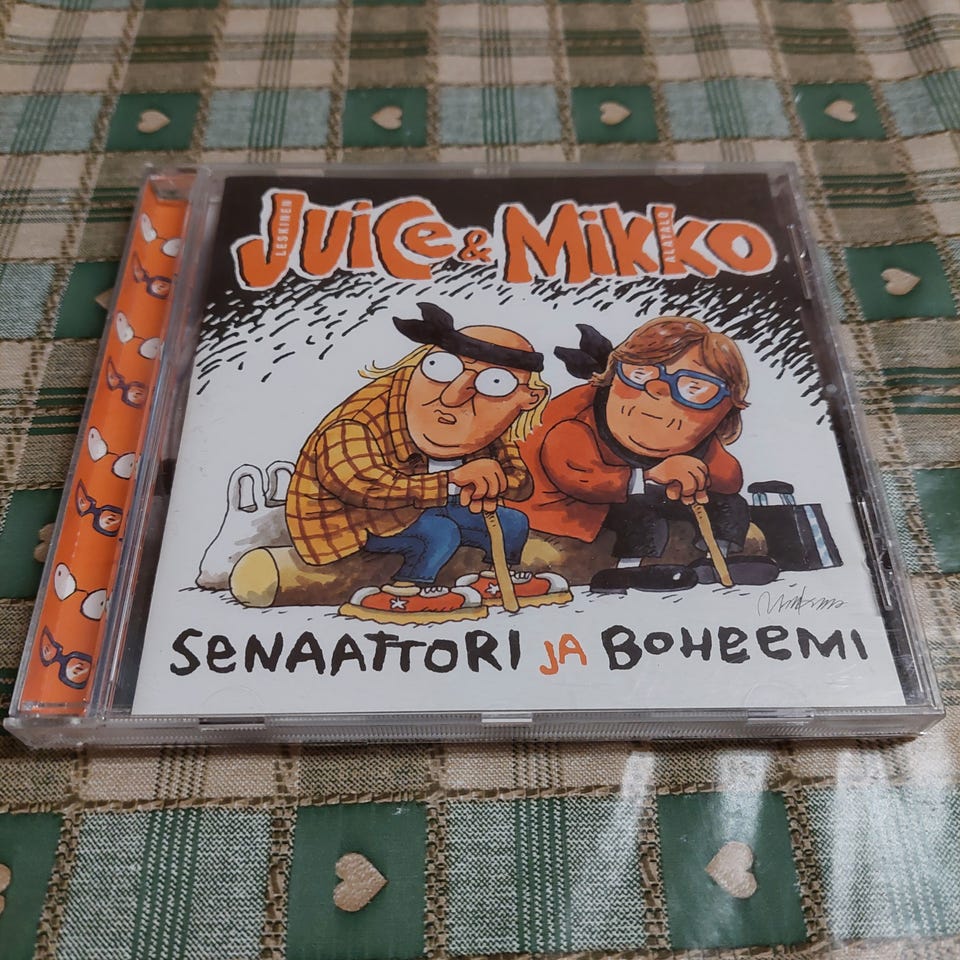 JUICE & MIKKO
LESKINEN
ALATALO
SENAATTORI JA BOHEEMI